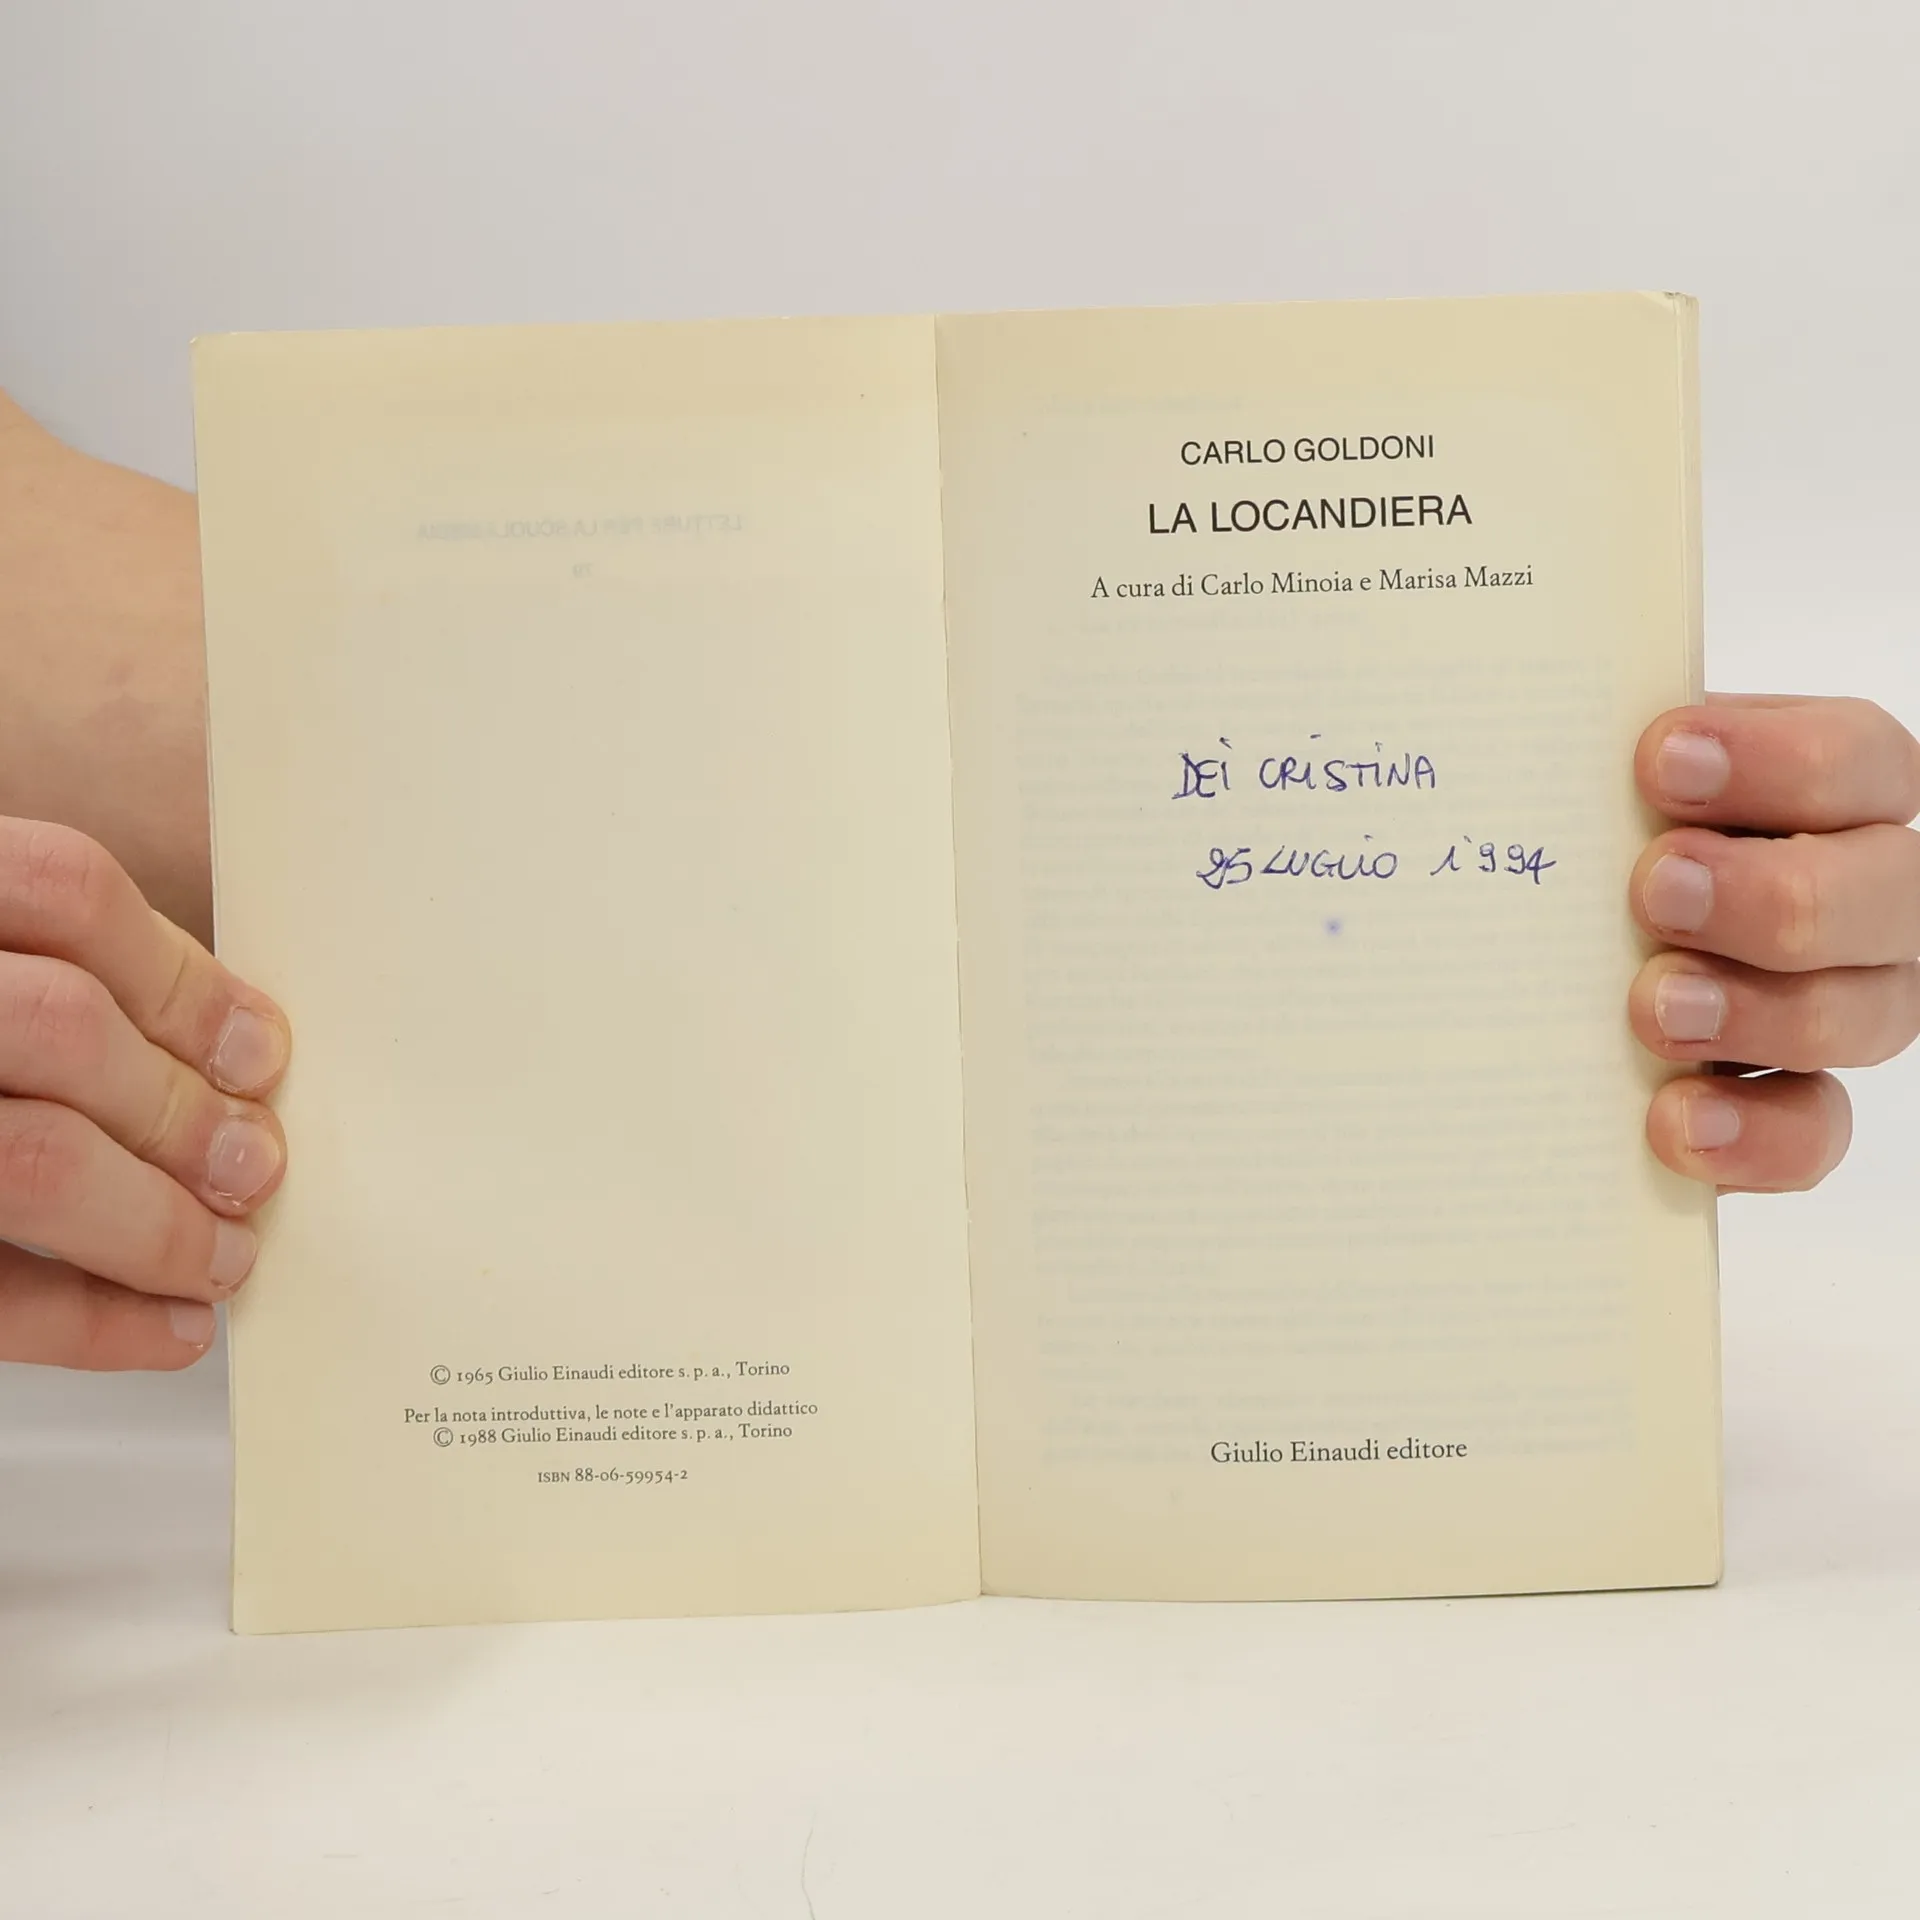 © 1965 Giulio Einaudi editore s. p. a., Torino
Per la nota introduttiva, le note e l'apparato didattico
© 1988 Giulio Einaudi editore s. p. a., Torino
ISBN 88-06-59954-2
CARLO GOLDONI
LA LOCANDIERA
A cura di Carlo Minoia e Marisa Mazzi
DEI CRISTINA
25 LUGLIO 1994
Giulio Einaudi editore